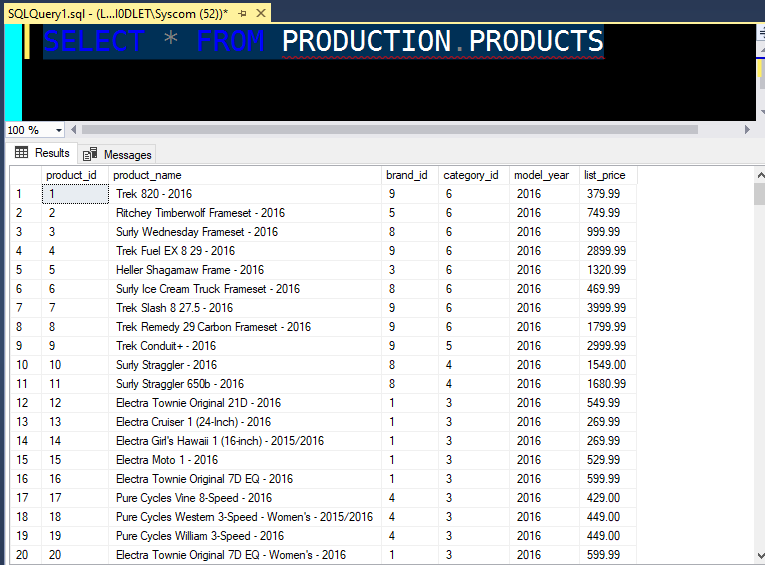 SQLQuery1.sql - (L...I0DLET\Syscom (52))*
SELECT * FROM PRODUCTION.PRODUCTS
100 %
Results Messages
product_id product_name brand_id category_id model_year list_price
1 1 Trek 820 - 2016 9 6 2016 379.99
2 2 Ritchey Timberwolf Frameset - 2016 5 6 2016 749.99
3 3 Surly Wednesday Frameset - 2016 8 6 2016 999.99
4 4 Trek Fuel EX 8 29 - 2016 9 6 2016 2899.99
5 5 Heller Shagamaw Frame - 2016 3 6 2016 1320.99
6 6 Surly Ice Cream Truck Frameset - 2016 8 6 2016 469.99
7 7 Trek Slash 8 27.5 - 2016 9 6 2016 3999.99
8 8 Trek Remedy 29 Carbon Frameset - 2016 9 6 2016 1799.99
9 9 Trek Conduit+ - 2016 9 5 2016 2999.99
10 10 Surly Straggler - 2016 8 4 2016 1549.00
11 11 Surly Straggler 650b - 2016 8 4 2016 1680.99
12 12 Electra Townie Original 21D - 2016 1 3 2016 549.99
13 13 Electra Cruiser 1 (24-Inch) - 2016 1 3 2016 269.99
14 14 Electra Girl's Hawaii 1 (16-inch) - 2015/2016 1 3 2016 269.99
15 15 Electra Moto 1 - 2016 1 3 2016 529.99
16 16 Electra Townie Original 7D EQ - 2016 1 3 2016 599.99
17 17 Pure Cycles Vine 8-Speed - 2016 4 3 2016 429.00
18 18 Pure Cycles Western 3-Speed - Women's - 2015/2016 4 3 2016 449.00
19 19 Pure Cycles William 3-Speed - 2016 4 3 2016 449.00
20 20 Electra Townie Original 7D EQ - Women's - 2016 1 3 2016 599.99